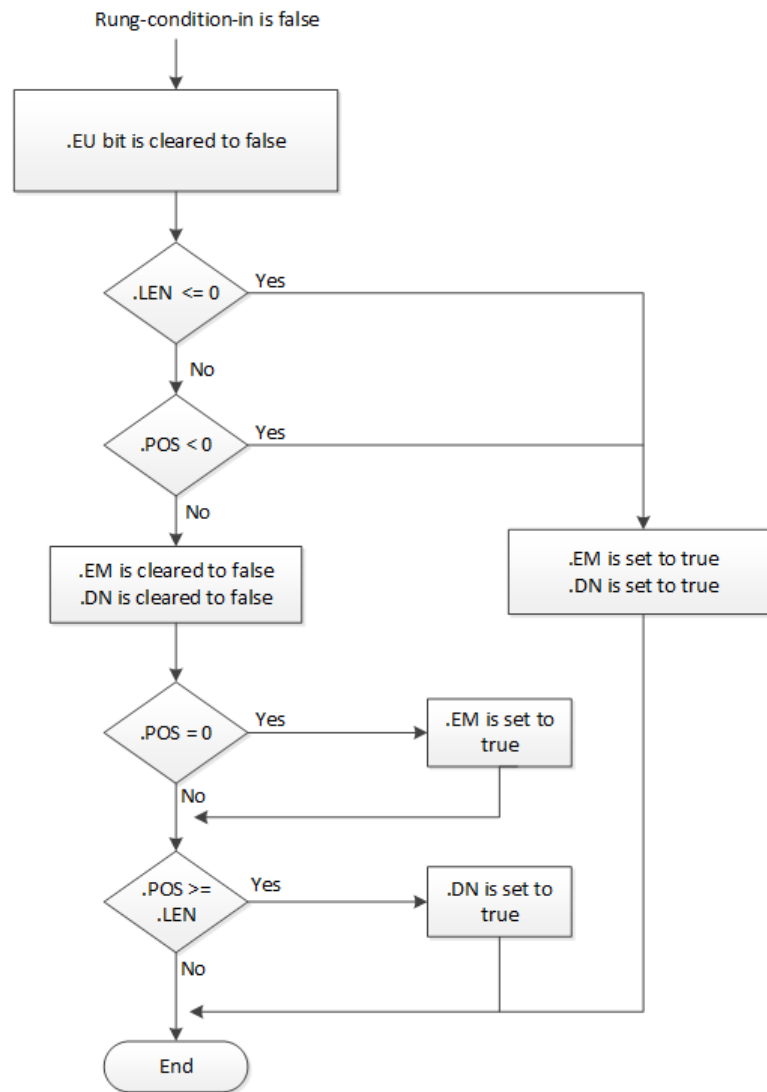 Rung-condition-in is false
.EU bit is cleared to false
.LEN <= 0
Yes
No
.POS < 0
Yes
No
.EM is cleared to false
.DN is cleared to false
.EM is set to true
.DN is set to true
.POS = 0
Yes
.EM is set to
true
No
.POS >=
.LEN
Yes
.DN is set to
true
No
End